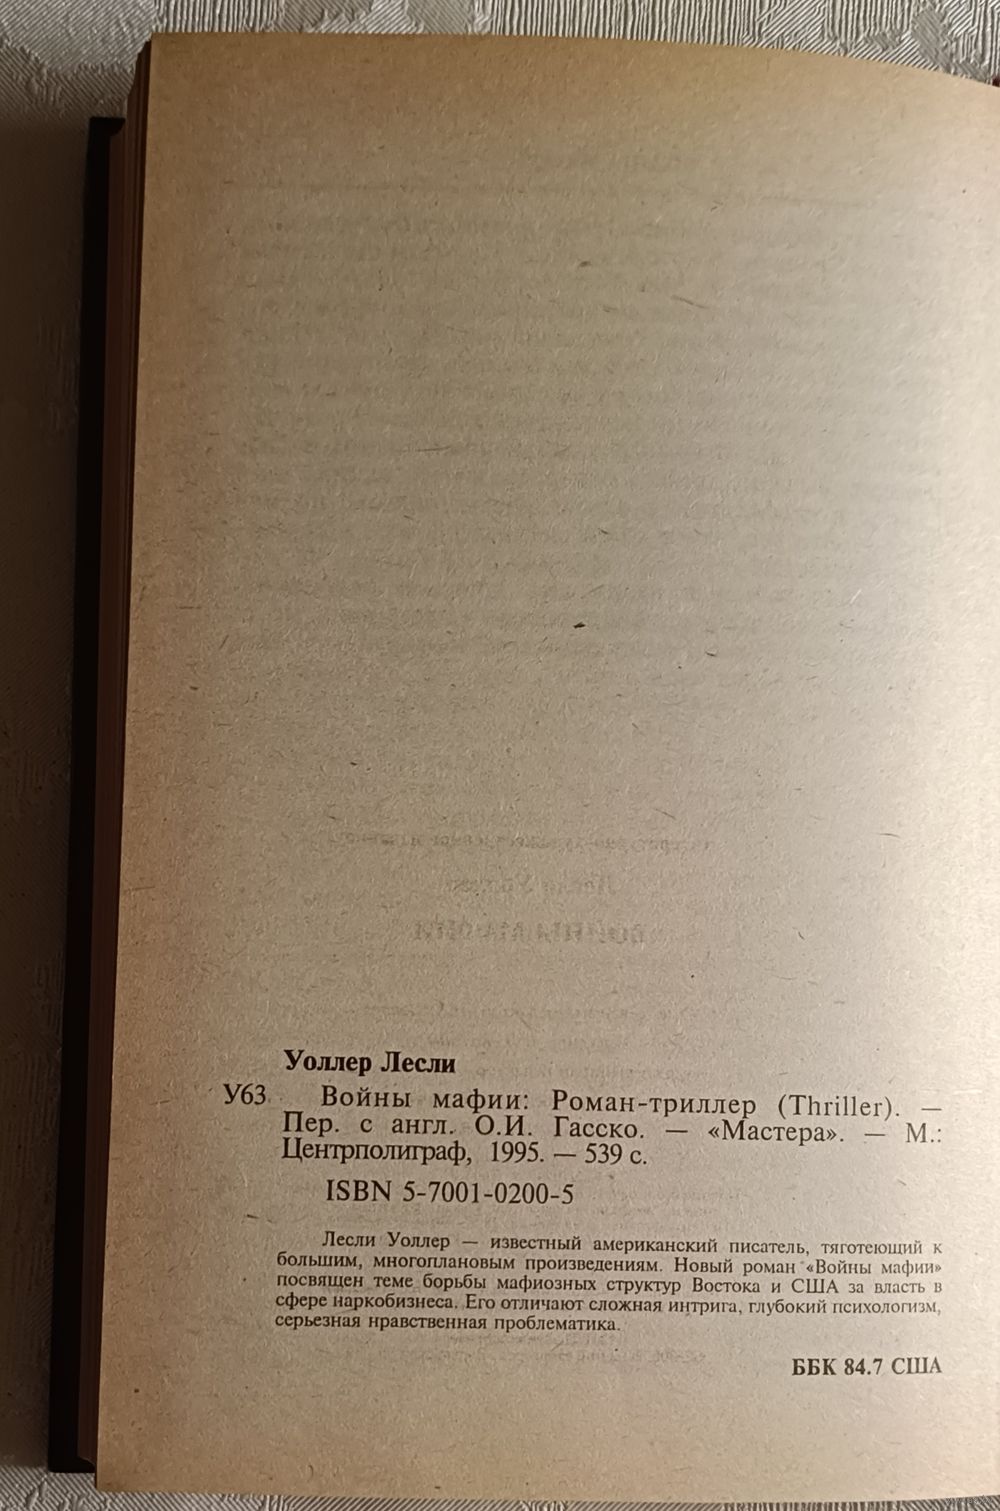 Уоллер Лесли
У63 Войны мафии: Роман-триллер (Thriller). —
Пер. с англ. О.И. Гасско. — «Мастера». — М.:
Центрполиграф, 1995. — 539 с.
ISBN 5-7001-0200-5
Лесли Уоллер — известный американский писатель, тяготеющий к
большим, многоплановым произведениям. Новый роман «Войны мафии»
посвящен теме борьбы мафиозных структур Востока и США за власть в
сфере наркобизнеса. Его отличают сложная интрига, глубокий психологизм,
серьезная нравственная проблематика.
ББК 84.7 США